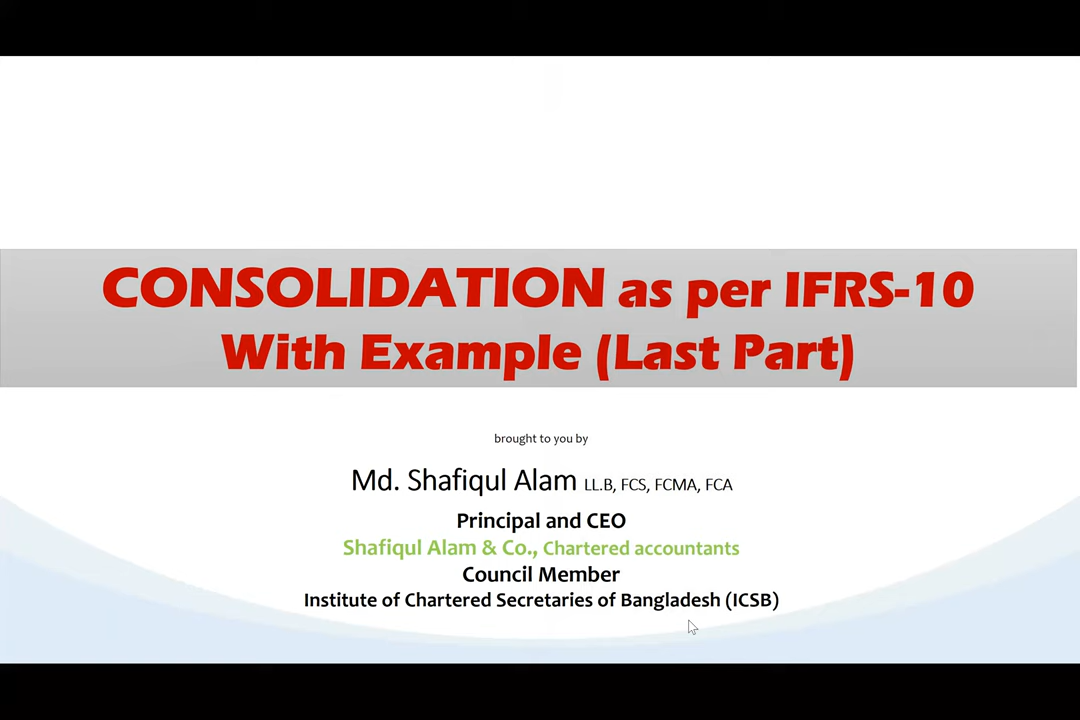 CONSOLIDATION as per IFRS-10
With Example (Last Part)
brought to you by
Md. Shafiqul Alam LL.B, FCS, FCMA, FCA
Principal and CEO
Shafiqul Alam & Co., Chartered accountants
Council Member
Institute of Chartered Secretaries of Bangladesh (ICSB)